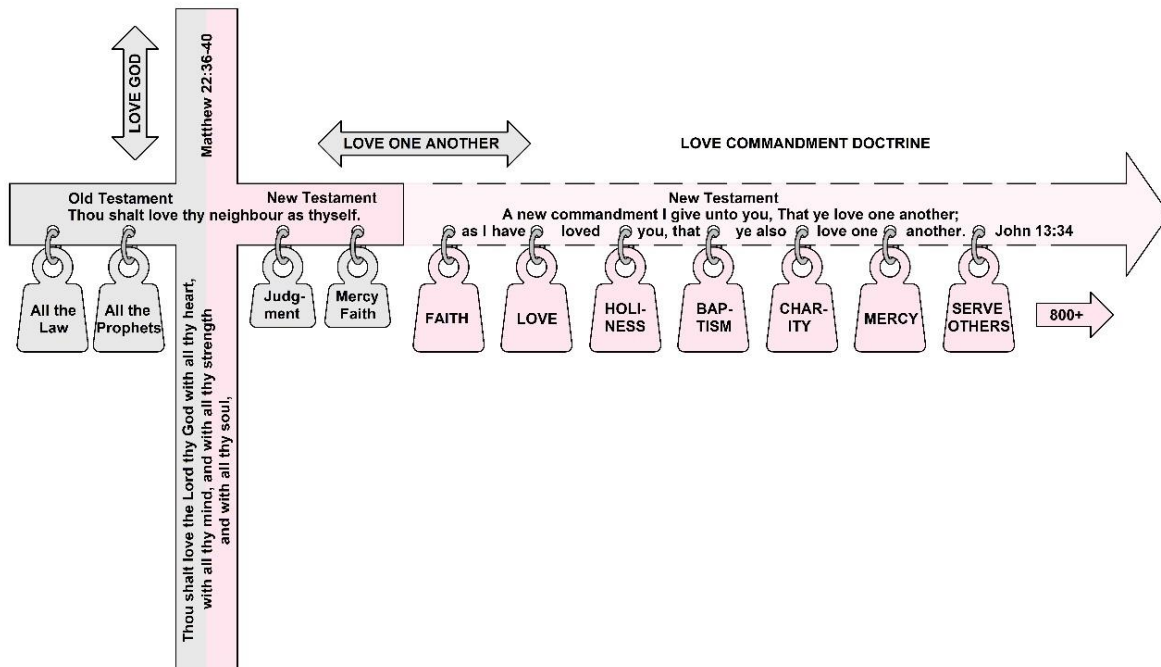 LOVE GOD
Matthew 22:36-40
LOVE ONE ANOTHER
LOVE COMMANDMENT DOCTRINE
Old Testament
New Testament
Thou shalt love thy neighbour as thyself.
New Testament
A new commandment I give unto you, That ye love one another;
as I have loved you, that ye also love one another. John 13:34
All the
Law
All the
Prophets
Judg-
ment
Mercy
Faith
FAITH
LOVE
HOLI-
NESS
BAP-
TISM
CHAR-
ITY
MERCY
SERVE
OTHERS
800+
Thou shalt love the Lord thy God with all thy heart,
with all thy mind, and with all thy strength
and with all thy soul,